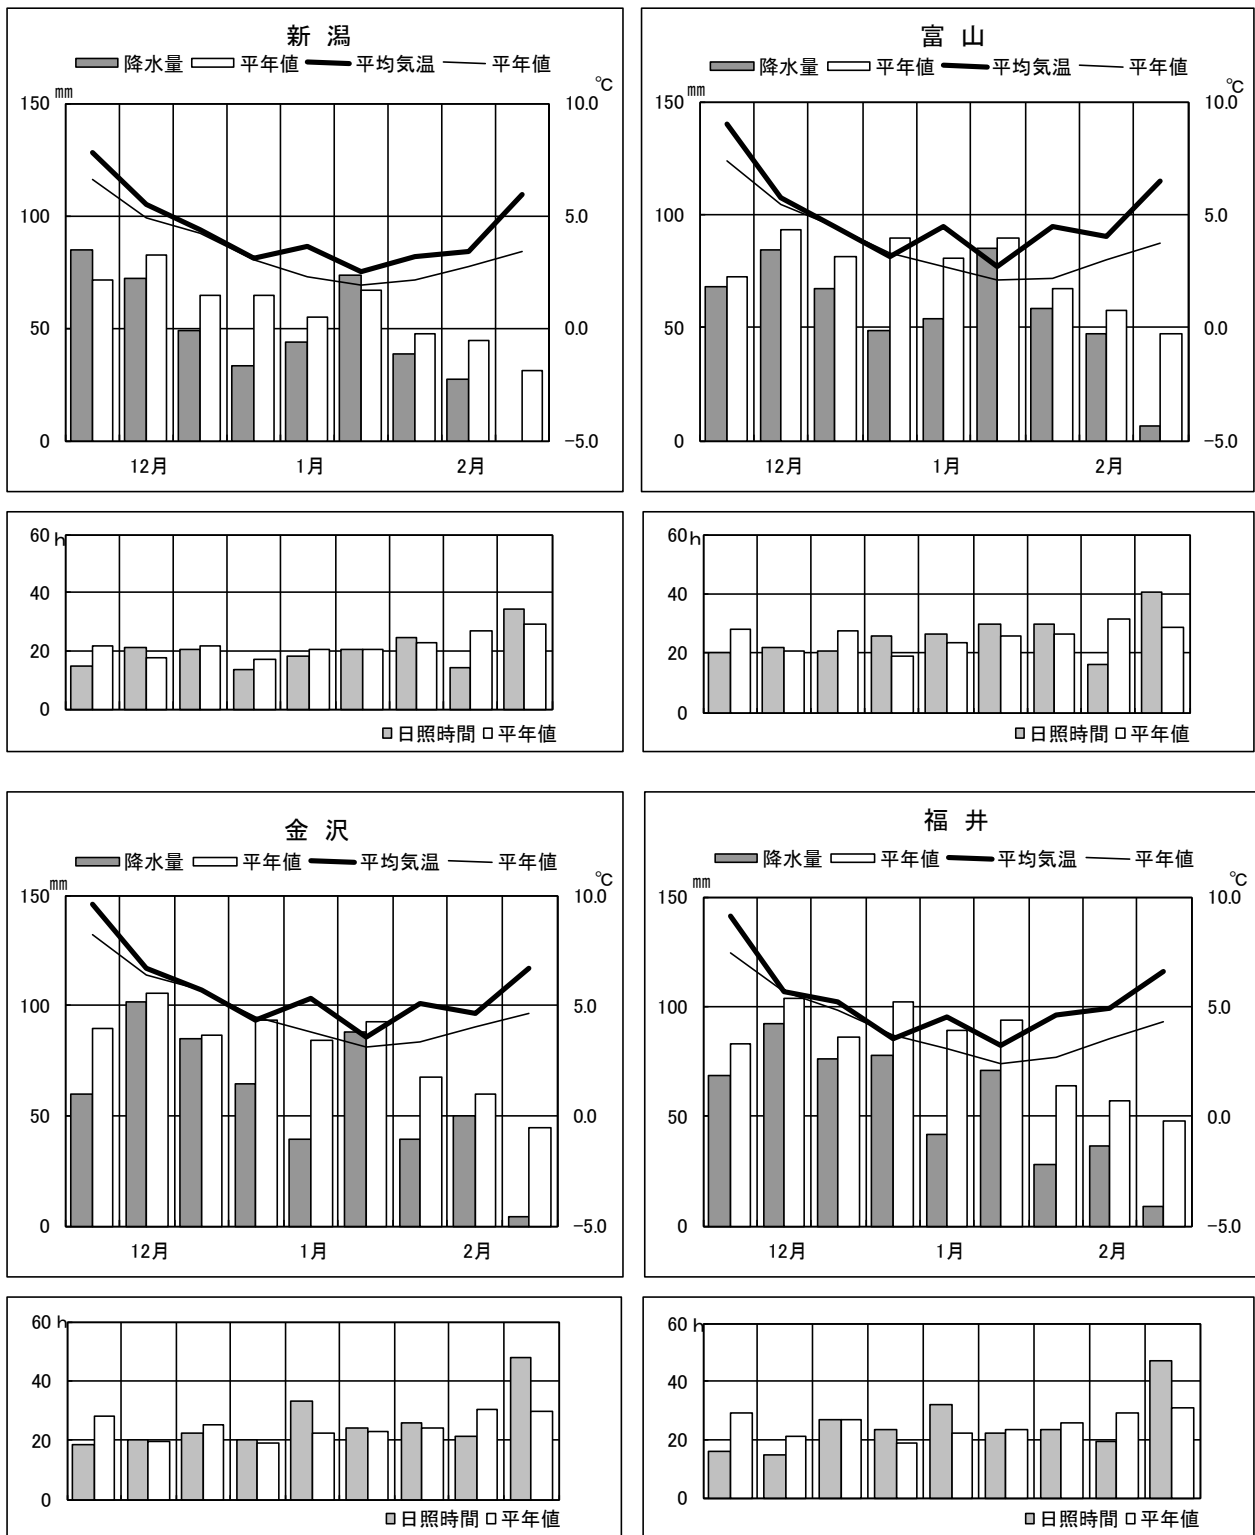 新 潟
降水量 平年値 平均気温 平年値
mm ℃
150 10.0
100 5.0
50 0.0
0 -5.0
12月 1月 2月
60 h
40
20
0
日照時間 平年値
富 山
降水量 平年値 平均気温 平年値
mm ℃
150 10.0
100 5.0
50 0.0
0 -5.0
12月 1月 2月
60 h
40
20
0
日照時間 平年値
金 沢
降水量 平年値 平均気温 平年値
mm ℃
150 10.0
100 5.0
50 0.0
0 -5.0
12月 1月 2月
60 h
40
20
0
日照時間 平年値
福 井
降水量 平年値 平均気温 平年値
mm ℃
150 10.0
100 5.0
50 0.0
0 -5.0
12月 1月 2月
60 h
40
20
0
日照時間 平年値